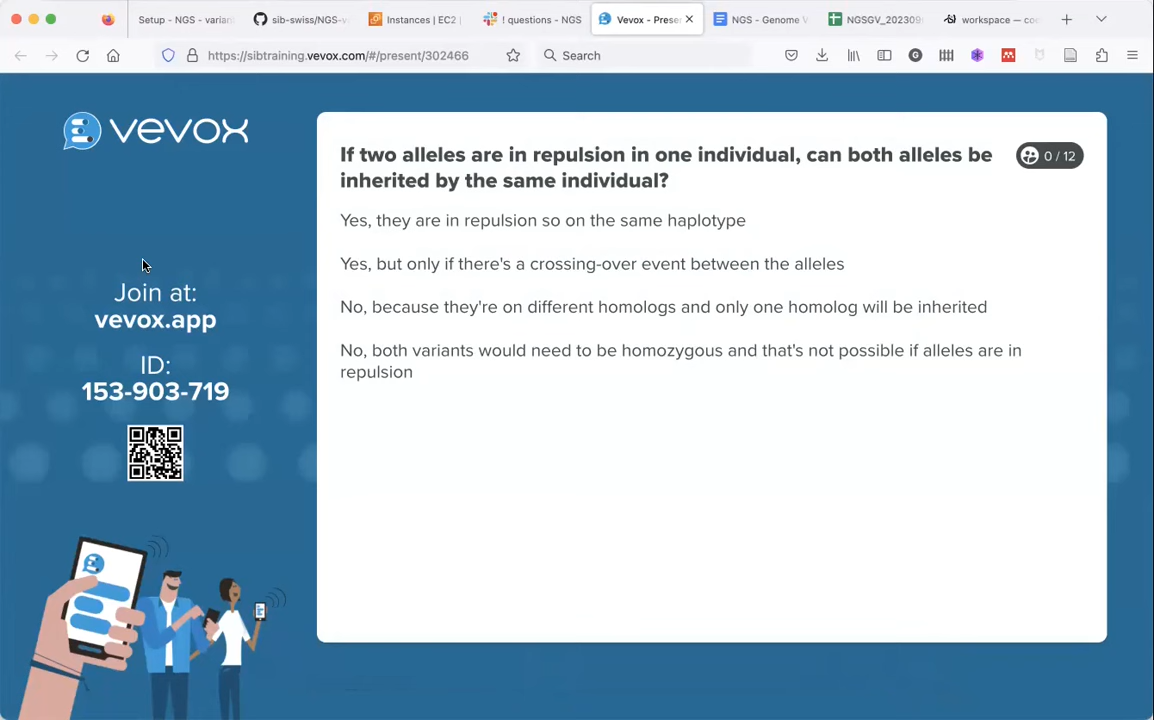 Setup - NGS - varian
sib-swiss/NGS-v
Instances | EC2 |
! questions - NGS
Vevox - Prese
NGS - Genome V
NGSGV_20230
workspace — co
https://sibtraining.vevox.com/#/present/302466
Search
vevox
If two alleles are in repulsion in one individual, can both alleles be
inherited by the same individual?
0 / 12
Yes, they are in repulsion so on the same haplotype
Yes, but only if there's a crossing-over event between the alleles
No, because they're on different homologs and only one homolog will be inherited
No, both variants would need to be homozygous and that's not possible if alleles are in
repulsion
Join at:
vevox.app
ID:
153-903-719